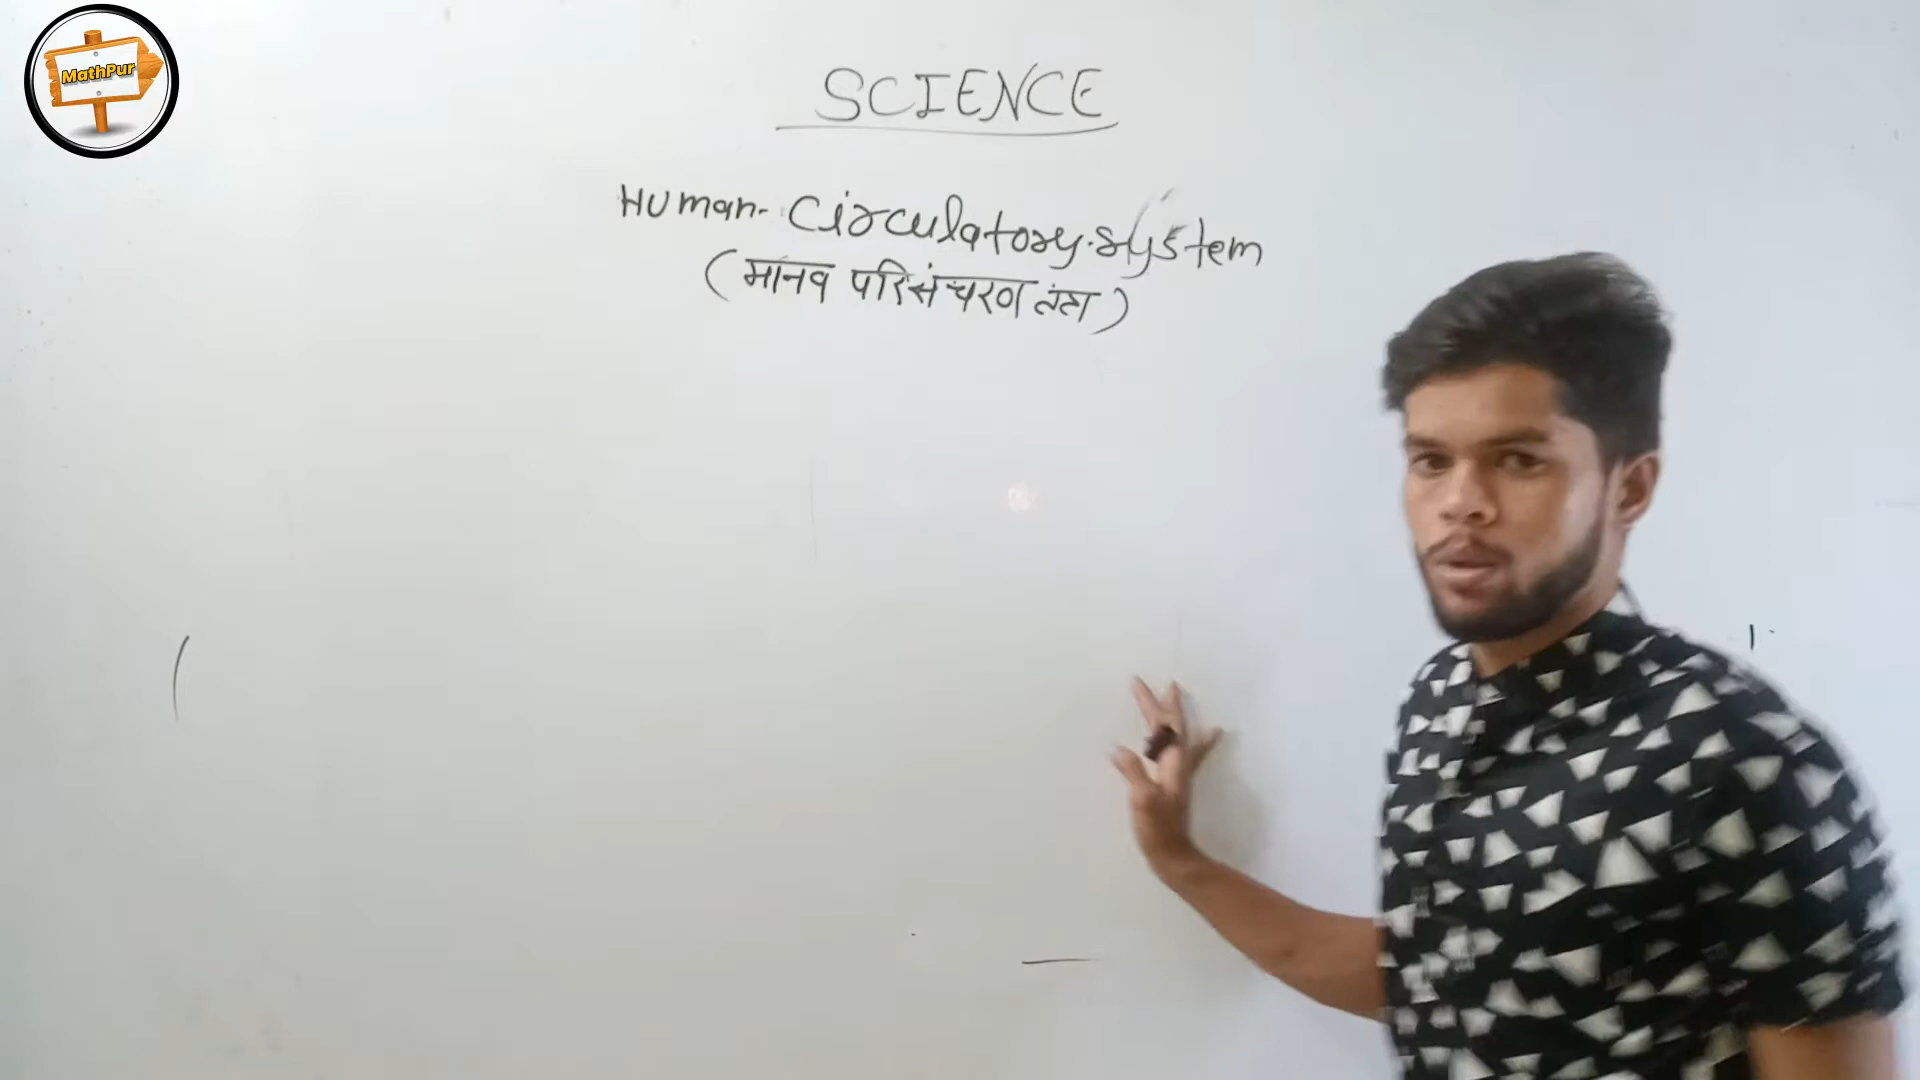 MathPur
SCIENCE
Human- Circulatory.system
(मानव परिसंचरण तंत्र)